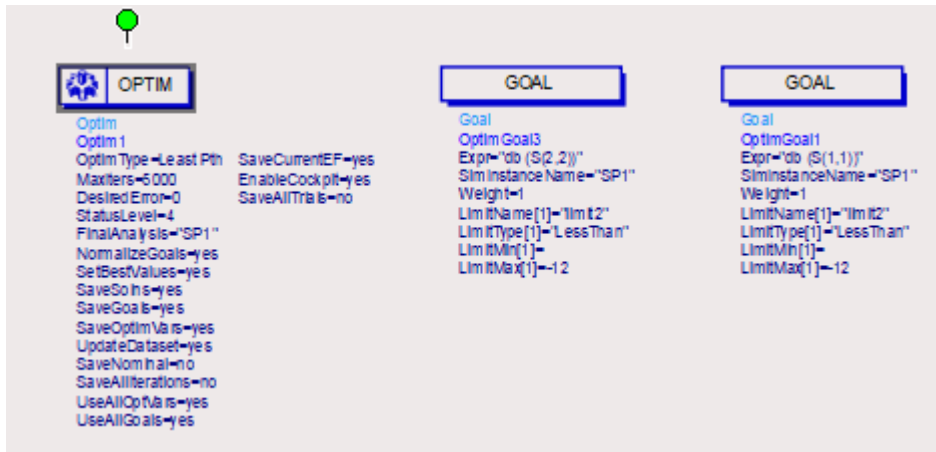 OPTIM
Optim
Optim1
OptimType=Least Pth
MaxIters=5000
DesiredError=0
StatusLevel=4
FinalAnalysis="SP1"
NormalizeGoals=yes
SetBestValues=yes
SaveSolns=yes
SaveGoals=yes
SaveOptimVars=yes
UpdateDataset=yes
SaveNominal=no
SaveAllIterations=no
UseAllOptVars=yes
UseAllGoals=yes
SaveCurrentEF=yes
EnableCockpit=yes
SaveAllTrials=no
GOAL
Goal
OptimGoal3
Expr="db (S(2,2))"
SimInstanceName="SP1"
Weight=1
LimitName[1]="limit2"
LimitType[1]="LessThan"
LimitMin[1]=
LimitMax[1]=-12
GOAL
Goal
OptimGoal1
Expr="db (S(1,1))"
SimInstanceName="SP1"
Weight=1
LimitName[1]="limit2"
LimitType[1]="LessThan"
LimitMin[1]=
LimitMax[1]=-12